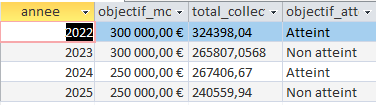 annee objectif_mo total_collec objectif_att
2022 300 000,00 € 324398,04 Atteint
2023 300 000,00 € 265807,0568 Non atteint
2024 250 000,00 € 267406,67 Atteint
2025 250 000,00 € 240559,94 Non atteint